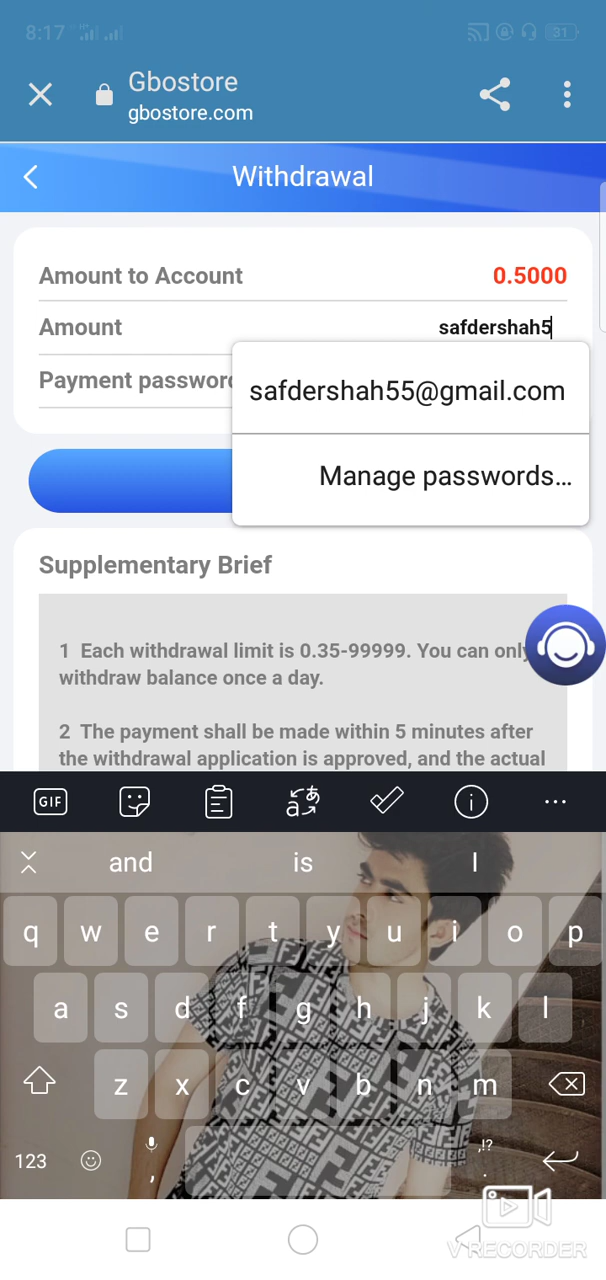 8:17
31
Gbostore
gbostore.com
Withdrawal
Amount to Account 0.5000
Amount safdershah5
Payment passwor
safdershah55@gmail.com
Manage passwords...
Supplementary Brief
1 Each withdrawal limit is 0.35-99999. You can only
withdraw balance once a day.
2 The payment shall be made within 5 minutes after
the withdrawal application is approved, and the actual
GIF
and is I
q w e r t y u i o p
a s d f g h j k l
z x c v b n m
123 , ,!? .
V RECORDER